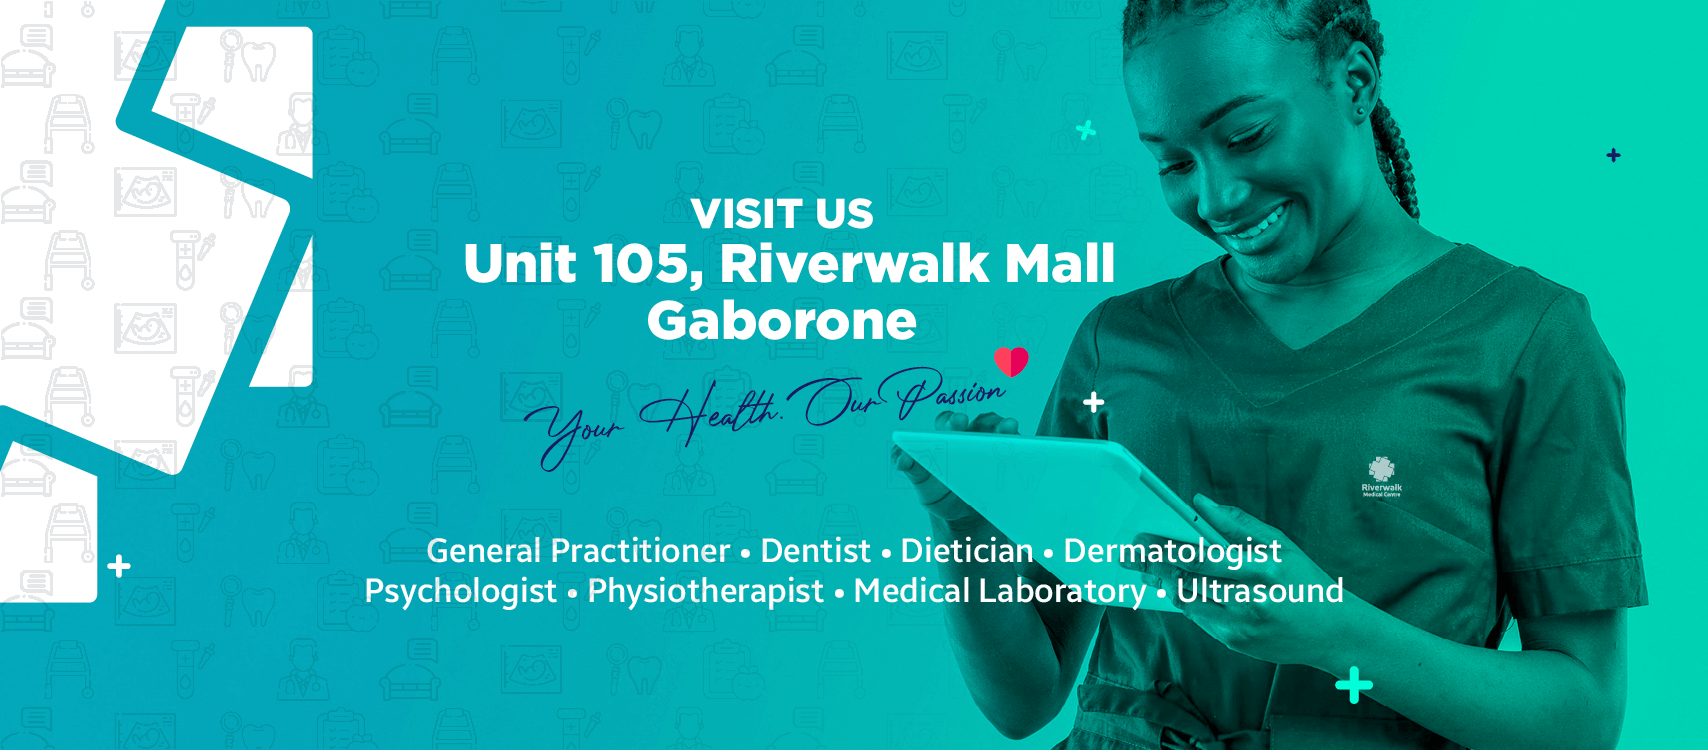 VISIT US
Unit 105, Riverwalk Mall
Gaborone
Your Health. Our Passion
Riverwalk
Medical Centre
General Practitioner • Dentist • Dietician • Dermatologist
Psychologist • Physiotherapist • Medical Laboratory • Ultrasound